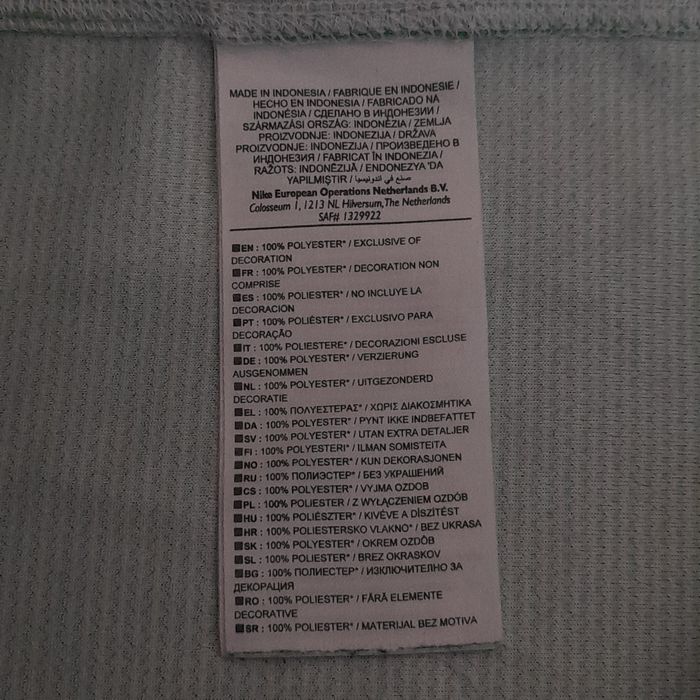 MADE IN INDONESIA / FABRIQUE EN INDONESIE /
HECHO EN INDONESIA / FABRICADO NA
INDONÉSIA / СДЕЛАНО В ИНДОНЕЗИИ /
SZÁRMAZÁSI ORSZÁG: INDONÉZIA / ZEMLJA
PROIZVODNJE: INDONEZIJA / DRŽAVA
PROIZVODNJE: INDONEZIJA / ПРОИЗВЕДЕНО В
ИНДОНЕЗИЯ / FABRICAT ÎN INDONEZIA /
RAŽOTS: INDONĒZIJĀ / ENDONEZYA 'DA
YAPILMIŞTIR / صنع في اندونيسيا
Nike European Operations Netherlands B.V.
Colosseum 1, 1213 NL Hilversum, The Netherlands
SAF# 1329922
EN : 100% POLYESTER* / EXCLUSIVE OF
DECORATION
FR : 100% POLYESTER* / DECORATION NON
COMPRISE
ES : 100% POLIESTER* / NO INCLUYE LA
DECORACION
PT : 100% POLIÉSTER* / EXCLUSIVO PARA
DECORAÇÃO
IT : 100% POLIESTERE* / DECORAZIONI ESCLUSE
DE : 100% POLYESTER* / VERZIERUNG
AUSGENOMMEN
NL : 100% POLYESTER* / UITGEZONDERD
DECORATIE
EL : 100% ΠΟΛΥΕΣΤΕΡΑΣ* / ΧΩΡΙΣ ΔΙΑΚΟΣΜΗΤΙΚΑ
DA : 100% POLYESTER* / PYNT IKKE INDBEFATTET
SV : 100% POLYESTER* / UTAN EXTRA DETALJER
FI : 100% POLYESTERI* / ILMAN SOMISTEITA
NO : 100% POLYESTER* / KUN DEKORASJONEN
RU : 100% ПОЛИЭСТЕР* / БЕЗ УКРАШЕНИЙ
CS : 100% POLYESTER* / VYJMA OZDOB
PL : 100% POLIESTER / Z WYŁĄCZENIEM OZDÓB
HU : 100% POLIÉSZTER* / KIVÉVE A DÍSZÍTÉST
HR : 100% POLIESTERSKO VLAKNO* / BEZ UKRASA
SK : 100% POLYESTER* / OKREM OZDÔB
SL : 100% POLIESTER* / BREZ OKRASKOV
BG : 100% ПОЛИЕСТЕР* / ИЗКЛЮЧИТЕЛНО ЗА
ДЕКОРАЦИЯ
RO : 100% POLIESTER* / FĂRĂ ELEMENTE
DECORATIVE
SR : 100% POLIESTER* / MATERIJAL BEZ MOTIVA